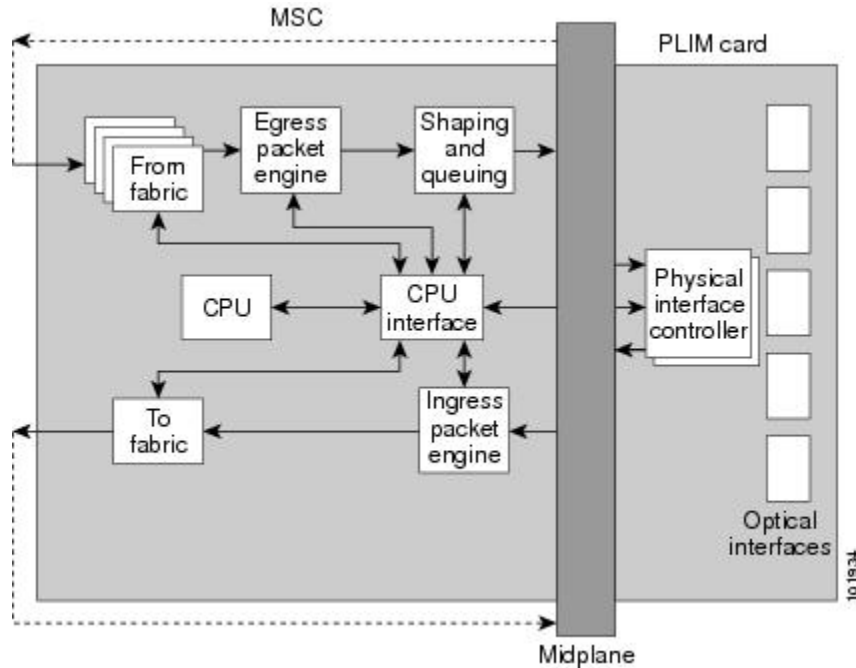 MSC
PLIM card
Egress
packet
engine
Shaping
and
queuing
From
fabric
CPU
CPU
interface
Physical
interface
controller
To
fabric
Ingress
packet
engine
Optical
interfaces
101931
Midplane